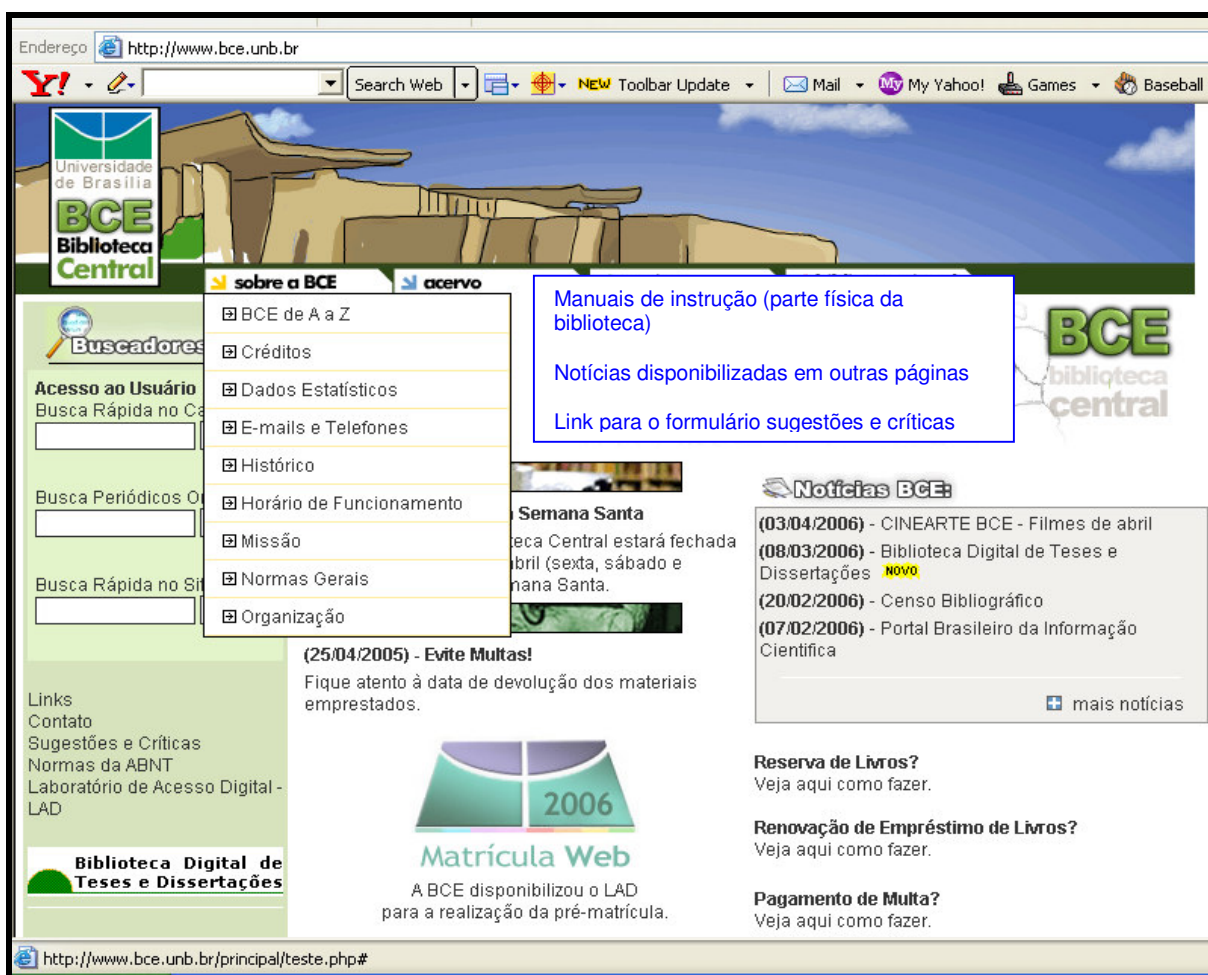 Endereço http://www.bce.unb.br
Y! Search Web NEW Toolbar Update Mail My My Yahoo! Games Baseball
Universidade
de Brasília
BCE
Biblioteca
Central
sobre a BCE
acervo
BCE de A a Z
Créditos
Dados Estatísticos
E-mails e Telefones
Histórico
Horário de Funcionamento
Missão
Normas Gerais
Organização
Manuais de instrução (parte física da
biblioteca)
Notícias disponibilizadas em outras páginas
Link para o formulário sugestões e críticas
BCE
biblioteca
central
Buscadores
Acesso ao Usuário
Busca Rápida no
Busca Periódicos
Busca Rápida no
Links
Contato
Sugestões e Críticas
Normas da ABNT
Laboratório de Acesso Digital -
LAD
Biblioteca Digital de
Teses e Dissertações
Semana Santa
Central estará fechada
(sexta, sábado e
Santa.
(25/04/2005) - Evite Multas!
Fique atento à data de devolução dos materiais
emprestados.
2006
Matrícula Web
A BCE disponibilizou o LAD
para a realização da pré-matrícula.
Notícias BCE:
(03/04/2006) - CINEARTE BCE - Filmes de abril
(08/03/2006) - Biblioteca Digital de Teses e
Dissertações NOVO
(20/02/2006) - Censo Bibliográfico
(07/02/2006) - Portal Brasileiro da Informação
Cientifica
mais notícias
Reserva de Livros?
Veja aqui como fazer.
Renovação de Empréstimo de Livros?
Veja aqui como fazer.
Pagamento de Multa?
Veja aqui como fazer.
http://www.bce.unb.br/principal/teste.php#